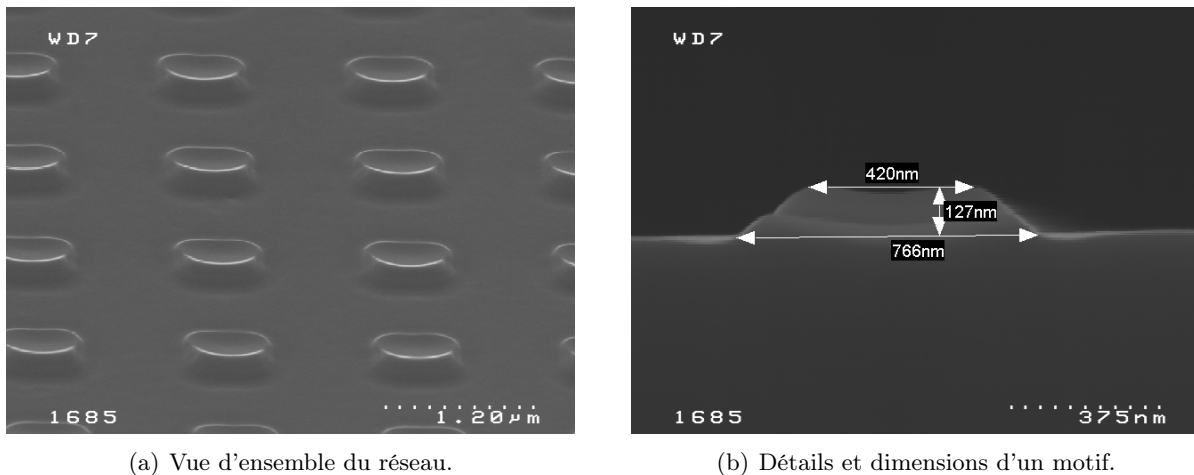 WD7
1685
1.20µm
(a) Vue d'ensemble du réseau.
WD7
420nm
127nm
766nm
1685
375nm
(b) Détails et dimensions d'un motif.